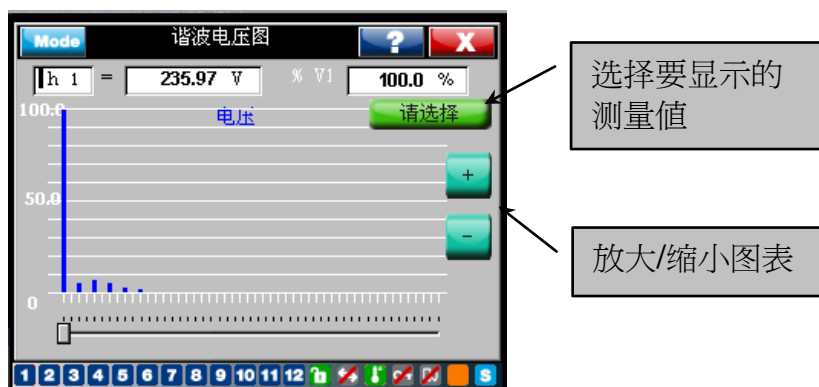 Mode 谐波电压图 ? X
h 1 = 235.97 V % V1 100.0 %
100.0 电压 请选择
+
50.0
-
0
1 2 3 4 5 6 7 8 9 10 11 12 S
选择要显示的
测量値
放大/缩小图表